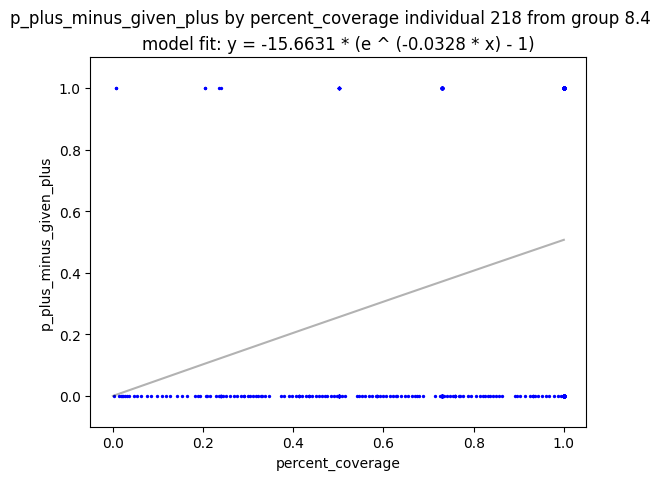 p_plus_minus_given_plus by percent_coverage individual 218 from group 8.4
model fit: y = -15.6631 * (e ^ (-0.0328 * x) - 1)
1.0
0.8
0.6
0.4
0.2
0.0
p_plus_minus_given_plus
0.0 0.2 0.4 0.6 0.8 1.0
percent_coverage